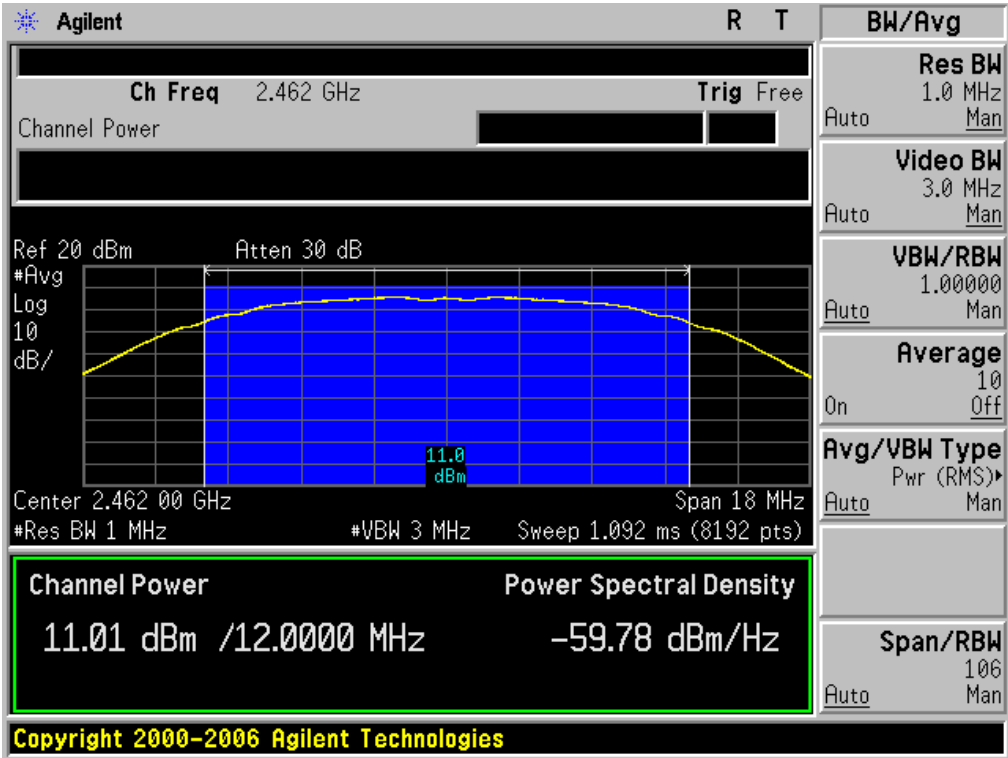 Agilent R T
BW/Avg
Ch Freq 2.462 GHz Trig Free
Channel Power
Ref 20 dBm Atten 30 dB
#Avg
Log
10
dB/
11.0
dBm
Center 2.462 00 GHz Span 18 MHz
#Res BW 1 MHz #VBW 3 MHz Sweep 1.092 ms (8192 pts)
Channel Power Power Spectral Density
11.01 dBm /12.0000 MHz -59.78 dBm/Hz
Res BW
1.0 MHz
Auto Man
Video BW
3.0 MHz
Auto Man
VBW/RBW
1.00000
Auto Man
Average
10
On Off
Avg/VBW Type
Pwr (RMS)▸
Auto Man
Span/RBW
106
Auto Man
Copyright 2000-2006 Agilent Technologies